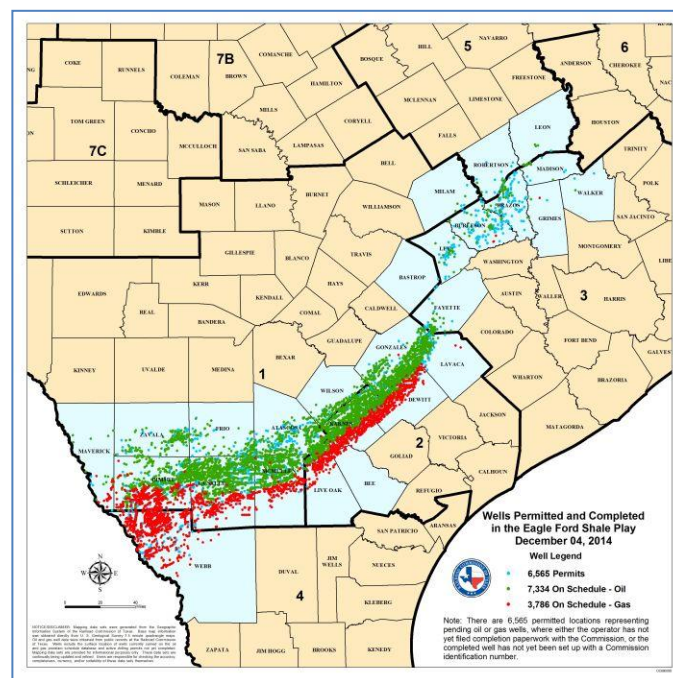 COKE
RUNNELS
COLEMAN
7B
BROWN
COMANCHE
HAMILTON
BOSQUE
HILL
5
NAVARRO
FREESTONE
ANDERSON
CHEROKEE
6
TOM GREEN
7C
CONCHO
MCCULLOCH
MILLS
SAN SABA
LAMPASAS
CORYELL
MCLENNAN
LIMESTONE
FALLS
LEON
HOUSTON
TRINITY
POLK
SCHLEICHER
MENARD
MASON
LLANO
BURNET
BELL
MILAM
ROBERTSON
MADISON
WALKER
SAN JACINTO
SUTTON
KIMBLE
GILLESPIE
BLANCO
WILLIAMSON
TRAVIS
BURLESON
BRAZOS
GRIMES
MONTGOMERY
EDWARDS
KERR
REAL
BANDERA
KENDALL
HAYS
COMAL
CALDWELL
BASTROP
WASHINGTON
AUSTIN
WALLER
3
HARRIS
FAYETTE
KINNEY
UVALDE
MEDINA
1
BEXAR
GUADALUPE
GONZALES
COLORADO
FORT BEND
LAVACA
WHARTON
BRAZORIA
WILSON
MAVERICK
ZAVALA
FRIO
DEWITT
JACKSON
MATAGORDA
2
VICTORIA
GOLIAD
CALHOUN
LIVE OAK
BEE
REFUGIO
SAN PATRICIO
ARANSAS
WEBB
DUVAL
JIM
WELLS
NUECES
4
KLEBERG
ZAPATA
JIM HOGG
BROOKS
KENEDY
Wells Permitted and Completed
in the Eagle Ford Shale Play
December 04, 2014
Well Legend
6,565 Permits
7,334 On Schedule - Oil
3,786 On Schedule - Gas
Note: There are 6,565 permitted locations representing
pending oil or gas wells, where either the operator has not
yet filed completion paperwork with the Commission, or the
completed well has not yet been set up with a Commission
identification number.
N
W
E
S